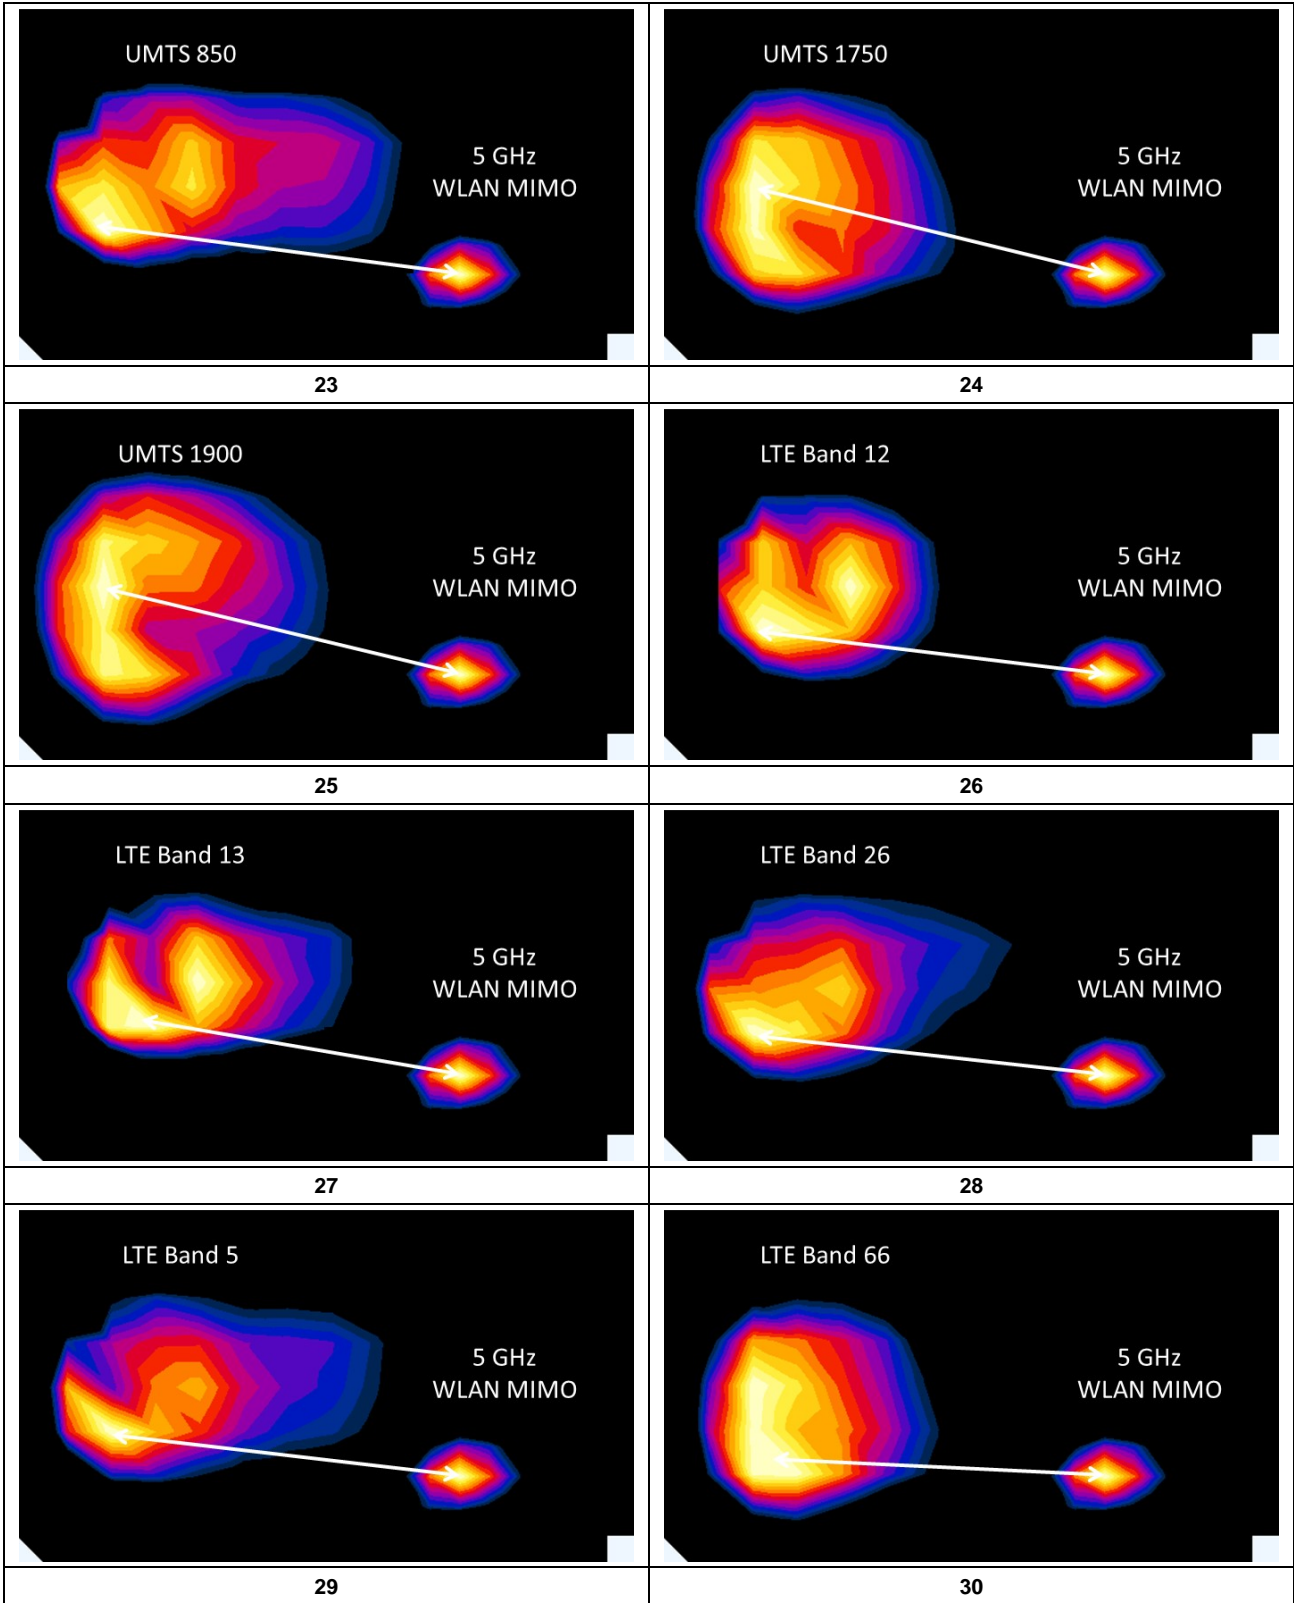 UMTS 850
5 GHz
WLAN MIMO
23
UMTS 1750
5 GHz
WLAN MIMO
24
UMTS 1900
5 GHz
WLAN MIMO
25
LTE Band 12
5 GHz
WLAN MIMO
26
LTE Band 13
5 GHz
WLAN MIMO
27
LTE Band 26
5 GHz
WLAN MIMO
28
LTE Band 5
5 GHz
WLAN MIMO
29
LTE Band 66
5 GHz
WLAN MIMO
30